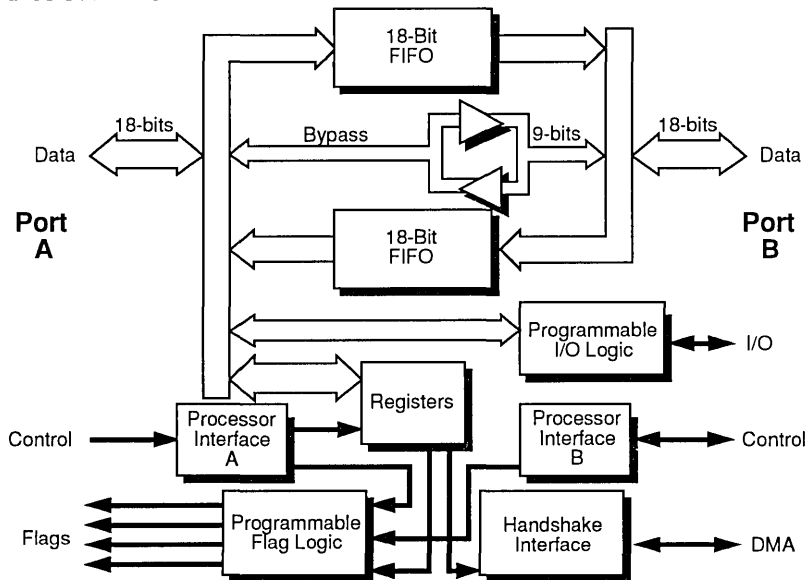 18-Bit
FIFO
18-bits
Bypass
9-bits
18-bits
Data
Data
Port
A
Port
B
18-Bit
FIFO
Programmable
I/O Logic
I/O
Registers
Control
Processor
Interface
A
Processor
Interface
B
Control
Flags
Programmable
Flag Logic
Handshake
Interface
DMA